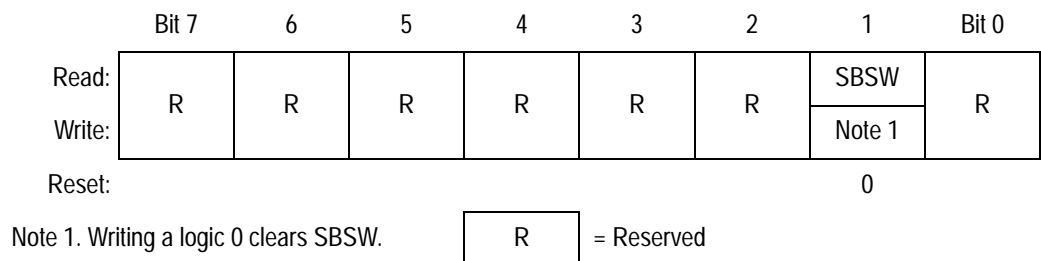 Bit 7 6 5 4 3 2 1 Bit 0
Read: SBSW
R R R R R R R
Write: Note 1
Reset: 0
Note 1. Writing a logic 0 clears SBSW. R = Reserved